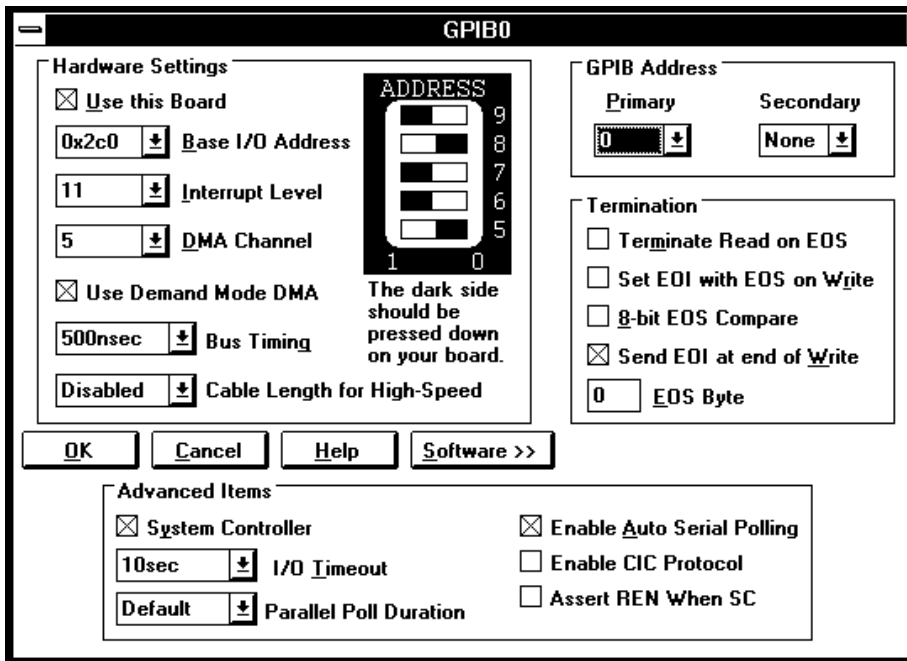 GPIB0
Hardware Settings
Use this Board
0x2c0 Base I/O Address
11 Interrupt Level
5 DMA Channel
Use Demand Mode DMA
500nsec Bus Timing
Disabled Cable Length for High-Speed
ADDRESS
9
8
7
6
5
1 0
The dark side
should be
pressed down
on your board.
GPIB Address
Primary Secondary
0 None
Termination
Terminate Read on EOS
Set EOI with EOS on Write
8-bit EOS Compare
Send EOI at end of Write
0 EOS Byte
OK Cancel Help Software >>
Advanced Items
System Controller
10sec I/O Timeout
Default Parallel Poll Duration
Enable Auto Serial Polling
Enable CIC Protocol
Assert REN When SC